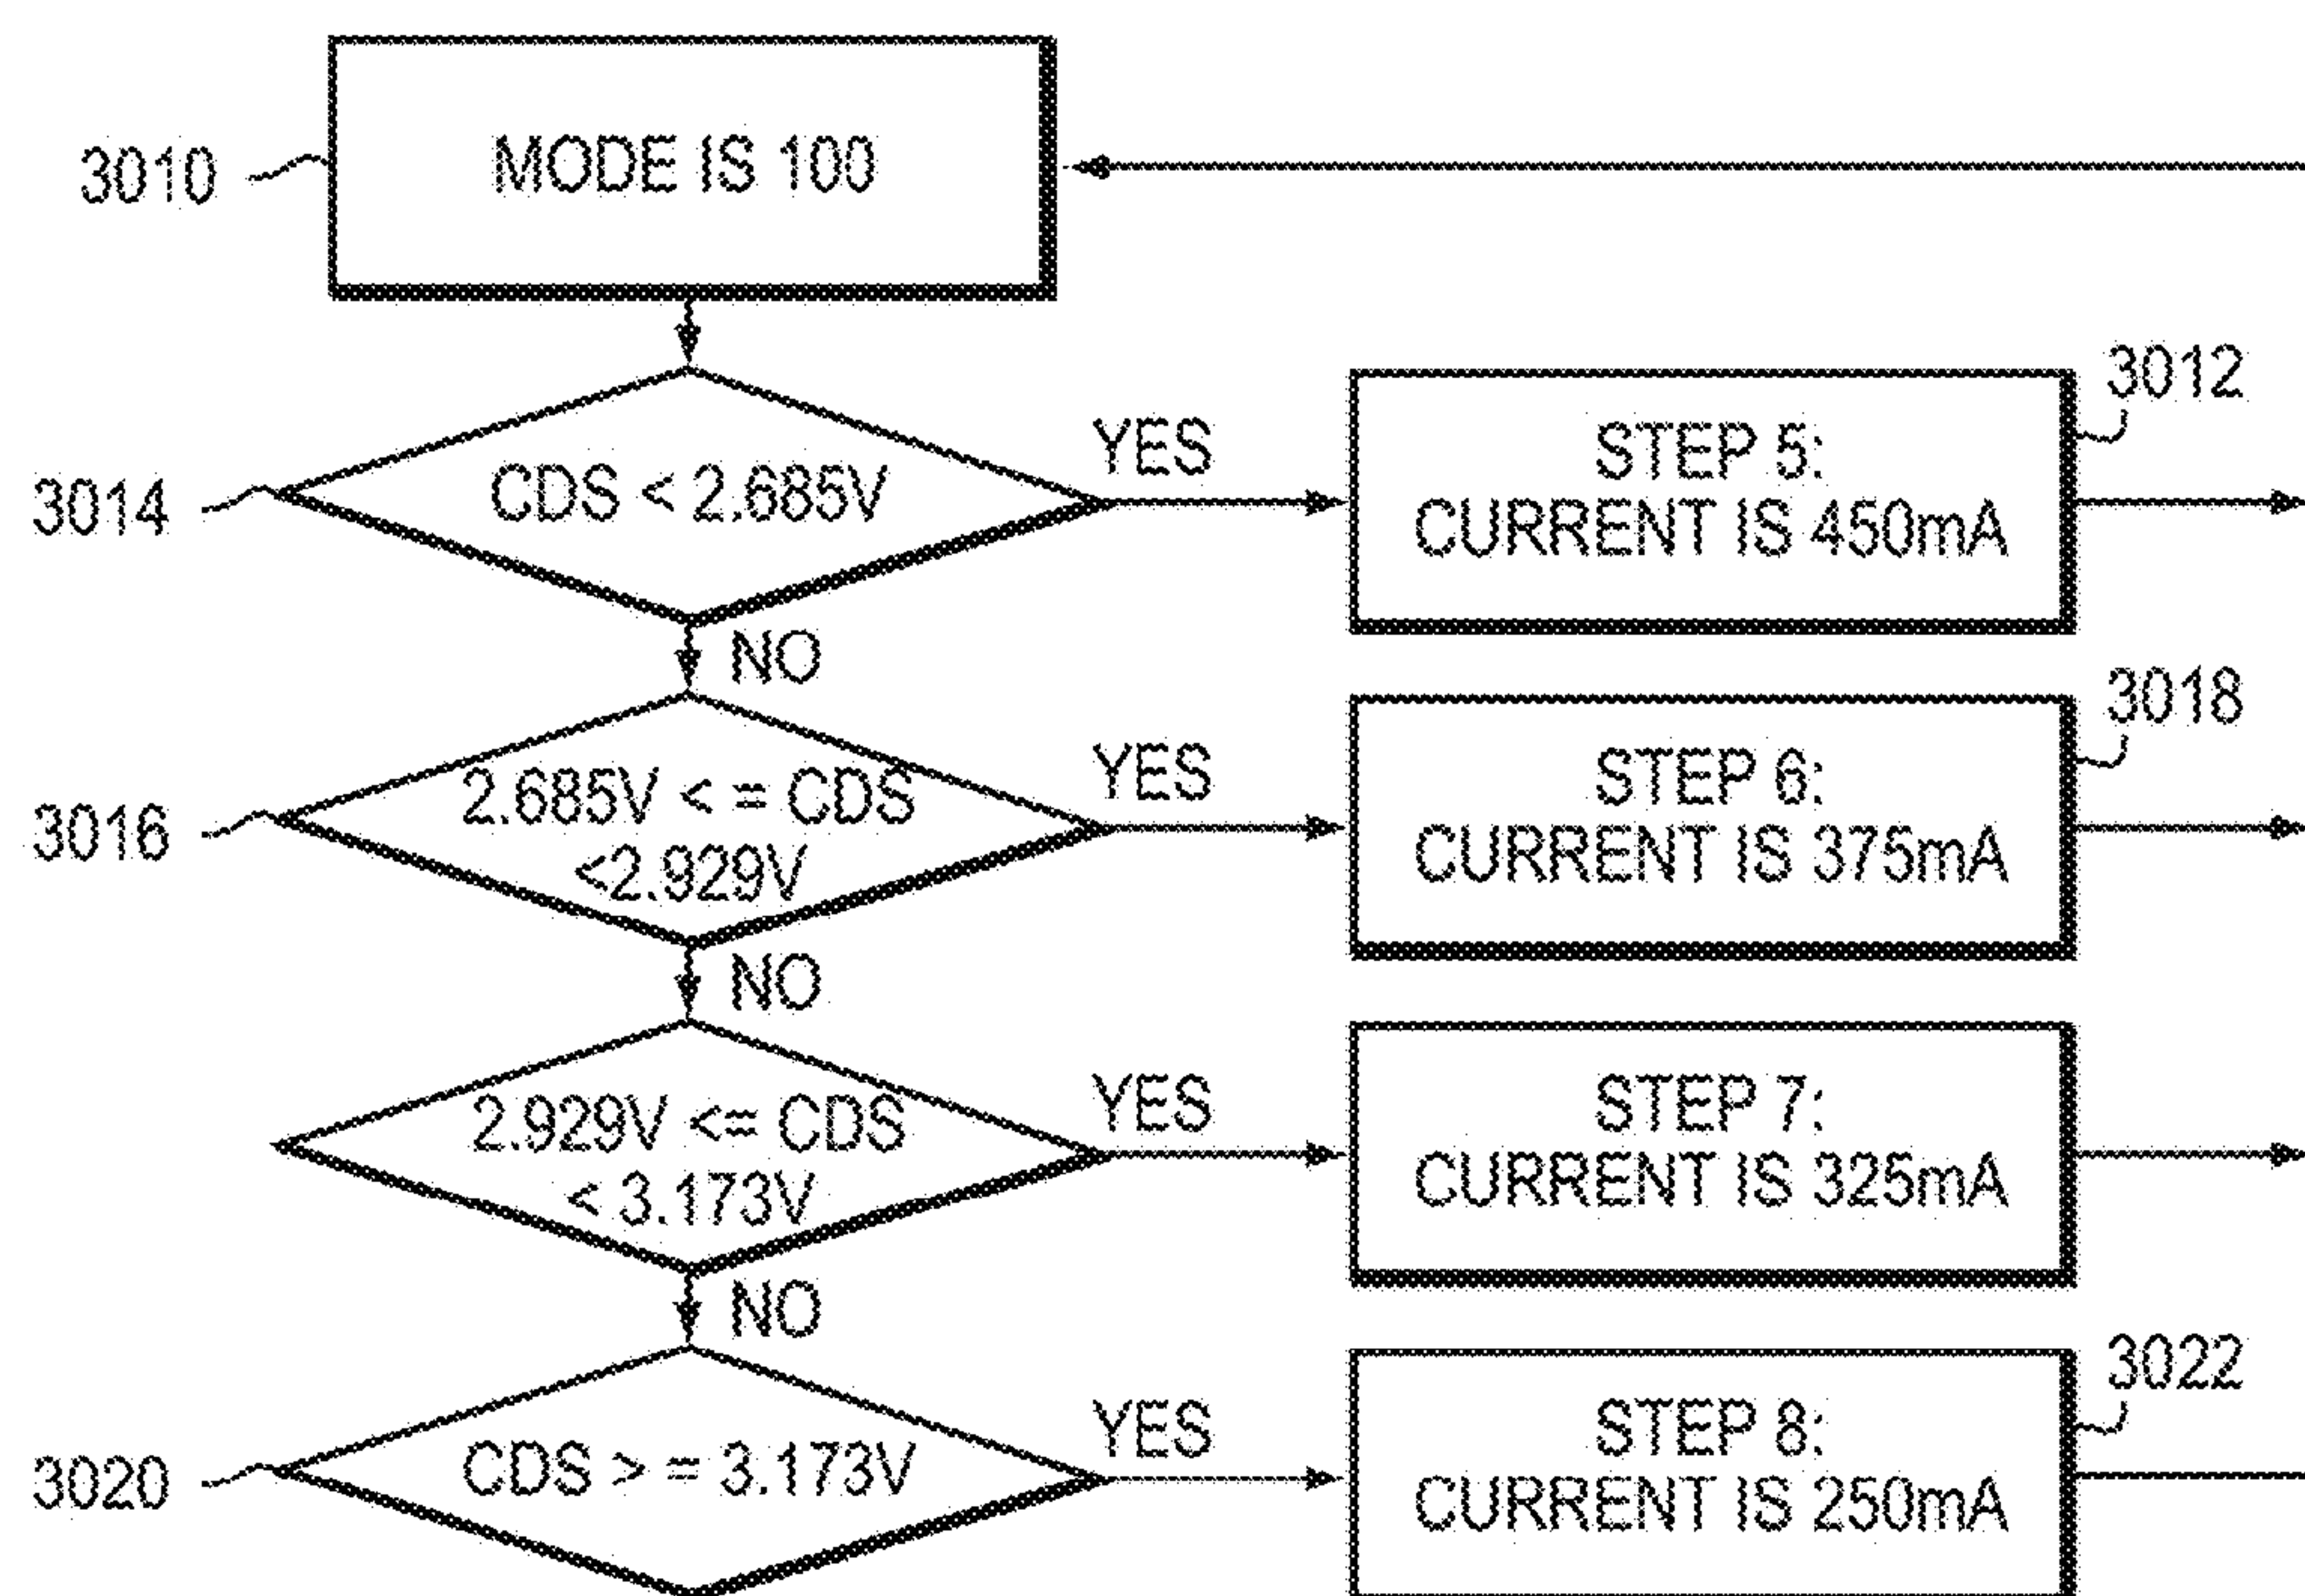 3010
MODE IS 100
3014
CDS < 2.685V
YES
STEP 5:
CURRENT IS 450mA
3012
NO
3016
2.685V < = CDS
<2.929V
YES
STEP 6:
CURRENT IS 375mA
3018
NO
2.929V <= CDS
< 3.173V
YES
STEP 7:
CURRENT IS 325mA
NO
3020
CDS > = 3.173V
YES
STEP 8:
CURRENT IS 250mA
3022